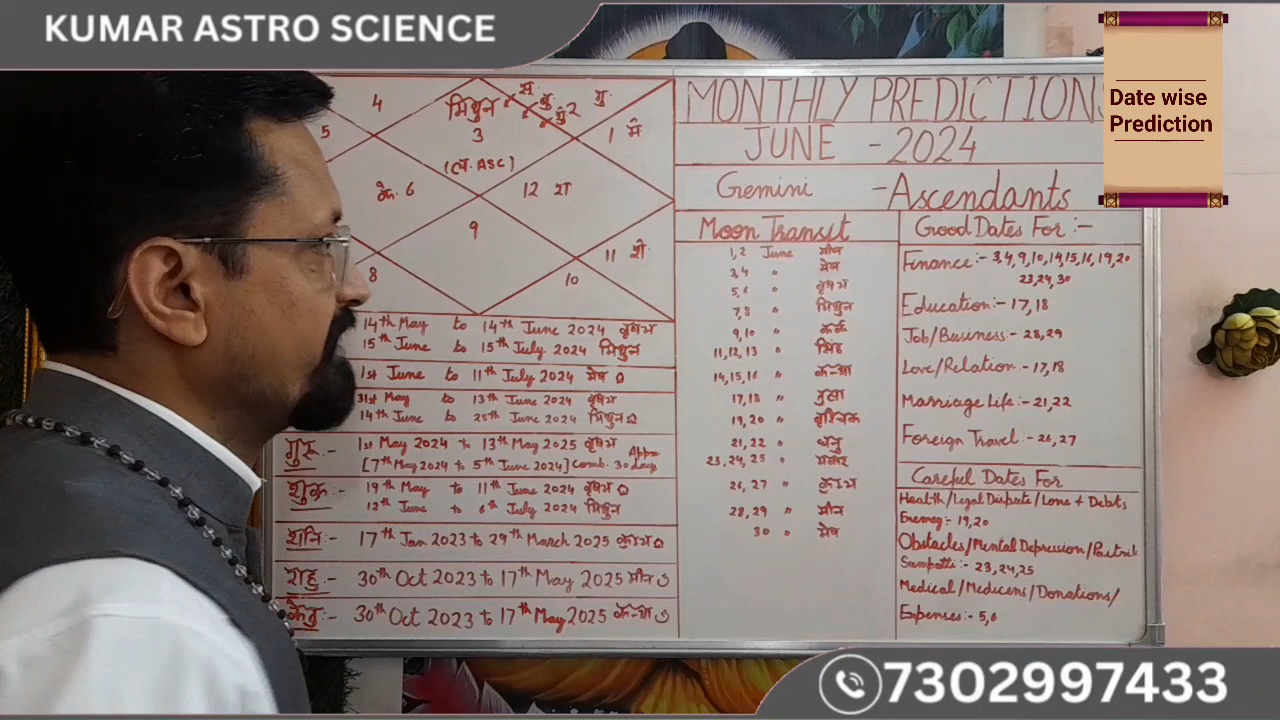 KUMAR ASTRO SCIENCE
Date wise
Prediction
4
मिथुन
3
(ल. ASC)
सू.
बु.
शु.
2
गु
5
1 मं
के. 6
12 रा
9
8
11 श.
10
14th May to 14th June 2024 वृषभ
15th June to 15th July 2024 मिथुन
1st June to 11th July 2024 मेष
31st May to 13th June 2024 वृषभ
14th June to 28th June 2024 मिथुन
गुरु:- 1st May 2024 to 13th May 2025 वृषभ
[7th May 2024 to 5th June 2024] Comb. 30 days
शुक्र:- 19th May to 11th June 2024 वृषभ
12th June to 6th July 2024 मिथुन
शनि:- 17th Jan 2023 to 29th March 2025 कुम्भ
राहु:- 30th Oct 2023 to 17th May 2025 मीन
केतु:- 30th Oct 2023 to 17th May 2025 कन्या
MONTHLY PREDICTIONS
JUNE - 2024
Gemini - Ascendants
Moon Transit
1,2 June मीन
3,4 " मेष
5,6 " वृषभ
7,8 " मिथुन
9,10 " कर्क
11,12,13 " सिंह
14,15,16 " कन्या
17,18 " तुला
19,20 " वृश्चिक
21,22 " धनु
23,24,25 " मकर
26,27 " कुम्भ
28,29 " मीन
30 " मेष
Good Dates For :-
Finance:- 3,4,9,10,14,15,16,19,20
23,24,30
Education:- 17,18
Job/Business:- 28,29
Love/Relation:- 17,18
Marriage Life:- 21,22
Foreign Travel:- 26,27
Careful Dates For
Health/Legal Dispute/Lone + Debts
Enemey:- 19,20
Obstacles/Mental Depression/Paitrik
Sampatti:- 23,24,25
Medical/Medicens/Donations/
Expenses:- 5,6
7302997433